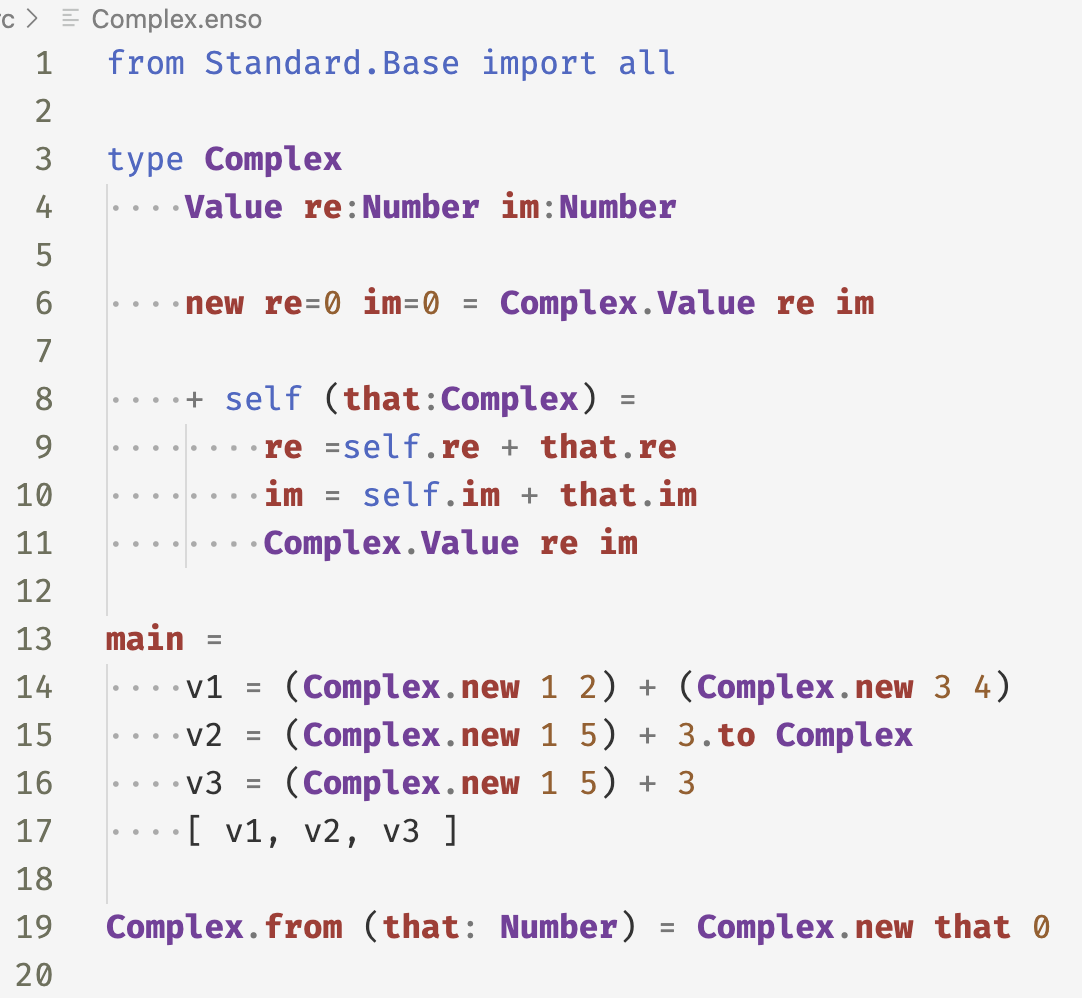 rc > Complex.enso
1 from Standard.Base import all
2
3 type Complex
4 ····Value re:Number im:Number
5
6 ····new re=0 im=0 = Complex.Value re im
7
8 ····+ self (that:Complex) =
9 ········re =self.re + that.re
10 ········im = self.im + that.im
11 ········Complex.Value re im
12
13 main =
14 ····v1 = (Complex.new 1 2) + (Complex.new 3 4)
15 ····v2 = (Complex.new 1 5) + 3.to Complex
16 ····v3 = (Complex.new 1 5) + 3
17 ····[ v1, v2, v3 ]
18
19 Complex.from (that: Number) = Complex.new that 0
20